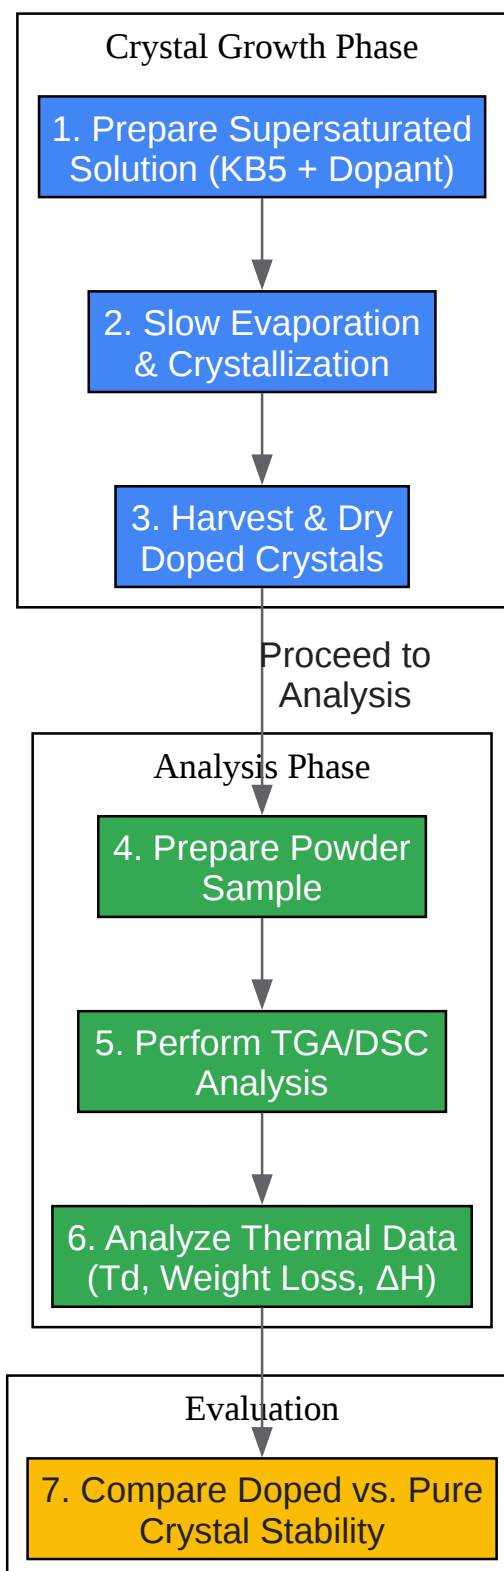 Crystal Growth Phase
1. Prepare Supersaturated
Solution (KB5 + Dopant)
2. Slow Evaporation
& Crystallization
3. Harvest & Dry
Doped Crystals
Proceed to
Analysis
Analysis Phase
4. Prepare Powder
Sample
5. Perform TGA/DSC
Analysis
6. Analyze Thermal Data
(Td, Weight Loss, ΔH)
Evaluation
7. Compare Doped vs. Pure
Crystal Stability